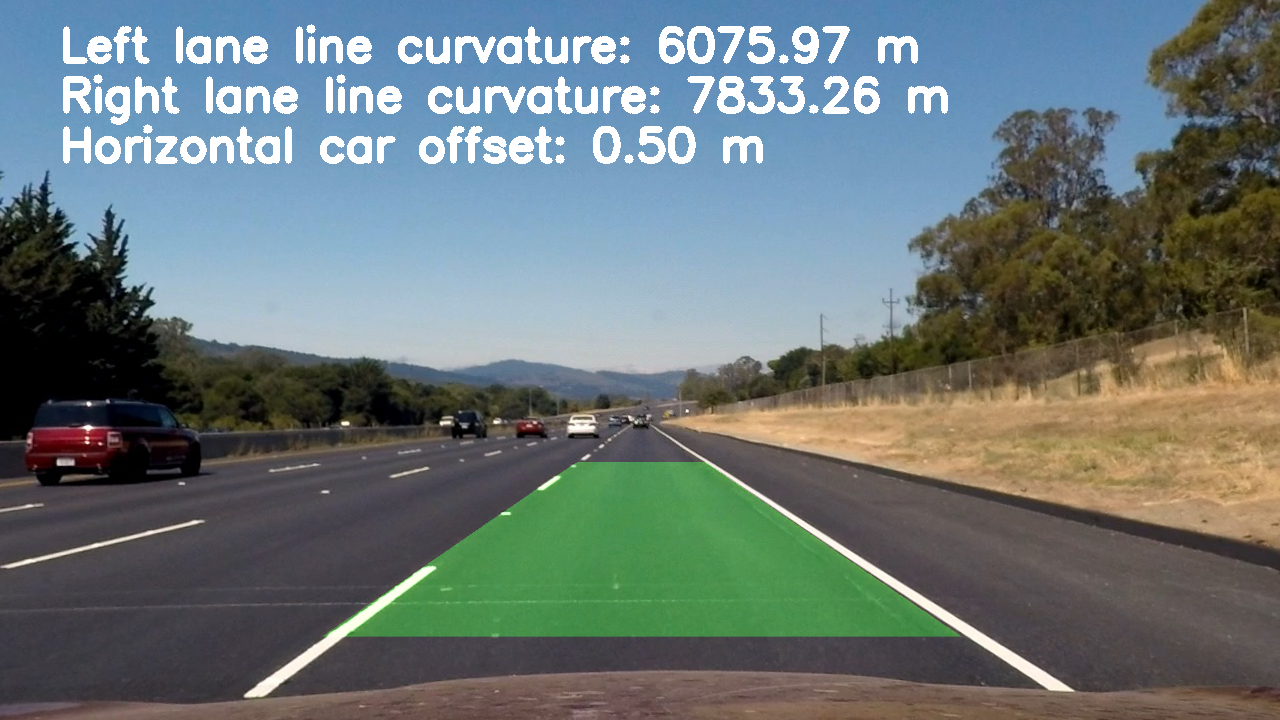 Left lane line curvature: 6075.97 m
Right lane line curvature: 7833.26 m
Horizontal car offset: 0.50 m